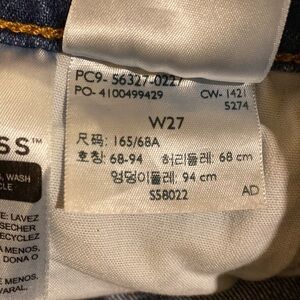 PC9- 56327-0227
PO- 4100499429 CW- 1421
5274
W27
尺码: 165/68A
호칭: 68-94 허리둘레: 68 cm
엉덩이둘레: 94 cm
S58022 AD
SS™
, WASH
CLE
E: LAVEZ
SECHER
ECYCLEZ
A MENOS.
DONA O
E MENOS.
VARAL.